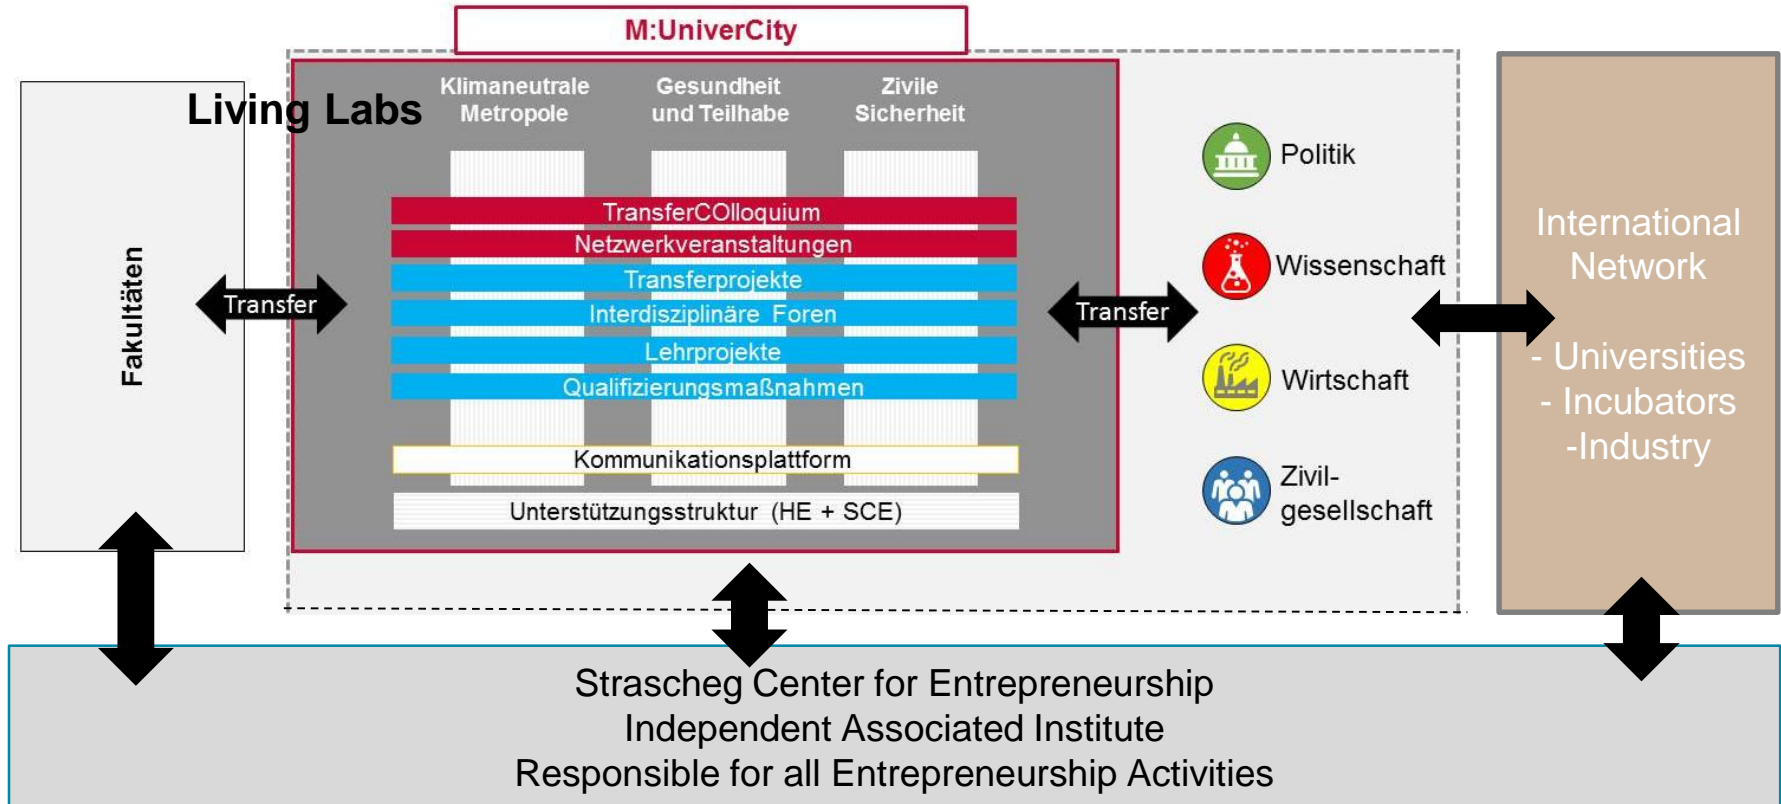 M:UniverCity
Living Labs
Klimaneutrale
Metropole
Gesundheit
und Teilhabe
Zivile
Sicherheit
Fakultäten
Transfer
TransferCOlloquium
Netzwerkveranstaltungen
Transferprojekte
Interdisziplinäre Foren
Lehrprojekte
Qualifizierungsmaßnahmen
Kommunikationsplattform
Unterstützungsstruktur (HE + SCE)
Transfer
Politik
Wissenschaft
Wirtschaft
Zivil-
gesellschaft
International
Network
- Universities
- Incubators
-Industry
Strascheg Center for Entrepreneurship
Independent Associated Institute
Responsible for all Entrepreneurship Activities